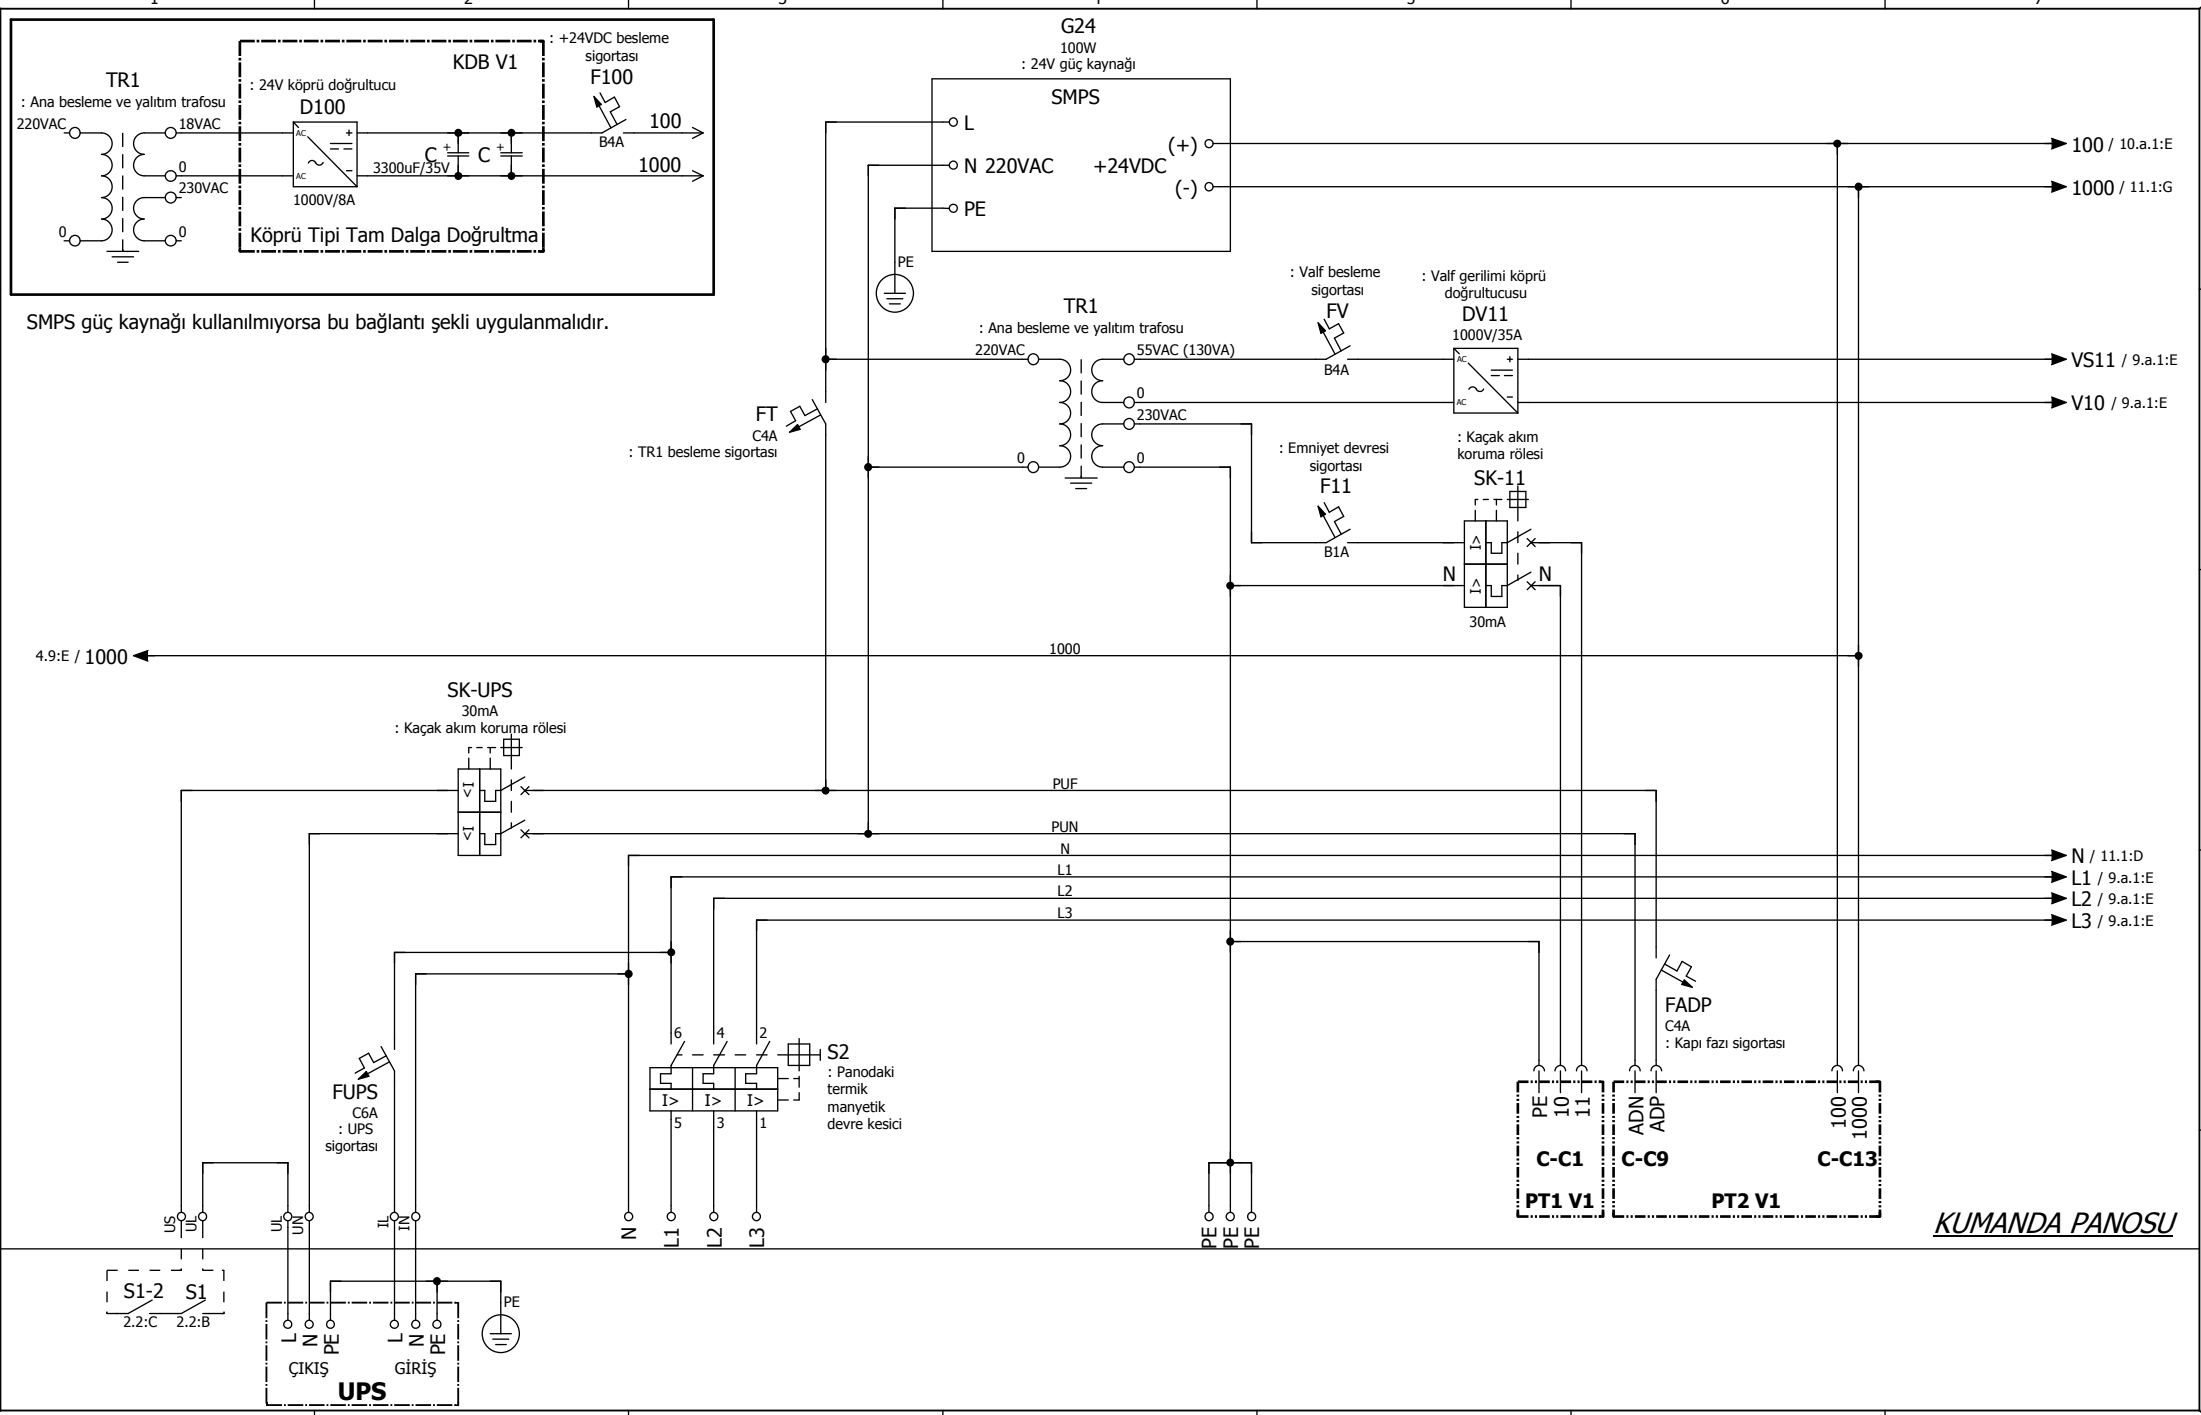 TR1
: Ana besleme ve yalıtım trafosu
220VAC
0
18VAC
0
230VAC
0
KDB V1
: 24V köprü doğrultucu
D100
AC
AC
+
−
1000V/8A
C
+
3300uF/35V
C
+
Köprü Tipi Tam Dalga Doğrultma
: +24VDC besleme
sigortası
F100
B4A
100
1000
SMPS güç kaynağı kullanılmıyorsa bu bağlantı şekli uygulanmalıdır.
G24
100W
: 24V güç kaynağı
SMPS
L
N 220VAC
PE
(+)
+24VDC
(-)
PE
100 / 10.a.1:E
1000 / 11.1:G
TR1
: Ana besleme ve yalıtım trafosu
220VAC
0
55VAC (130VA)
0
230VAC
0
: Valf besleme
sigortası
FV
B4A
: Valf gerilimi köprü
doğrultucusu
DV11
1000V/35A
AC
AC
+
−
VS11 / 9.a.1:E
V10 / 9.a.1:E
FT
C4A
: TR1 besleme sigortası
: Emniyet devresi
sigortası
F11
B1A
: Kaçak akım
koruma rölesi
SK-11
I>
I>
N
N
30mA
4.9:E / 1000
1000
SK-UPS
30mA
: Kaçak akım koruma rölesi
I>
I>
PUF
PUN
N
L1
L2
L3
N / 11.1:D
L1 / 9.a.1:E
L2 / 9.a.1:E
L3 / 9.a.1:E
FADP
C4A
: Kapı fazı sigortası
FUPS
C6A
: UPS
sigortası
6
4
2
S2
: Panodaki
termik
manyetik
devre kesici
I>
I>
I>
5
3
1
PE
10
11
C-C1
PT1 V1
ADN
ADP
C-C9
100
1000
C-C13
PT2 V1
KUMANDA PANOSU
US
UL
UL
UN
IL
IN
N
L1
L2
L3
PE
PE
PE
S1-2
2.2:C
S1
2.2:B
L
N
PE
L
N
PE
PE
ÇIKIŞ
GİRİŞ
UPS